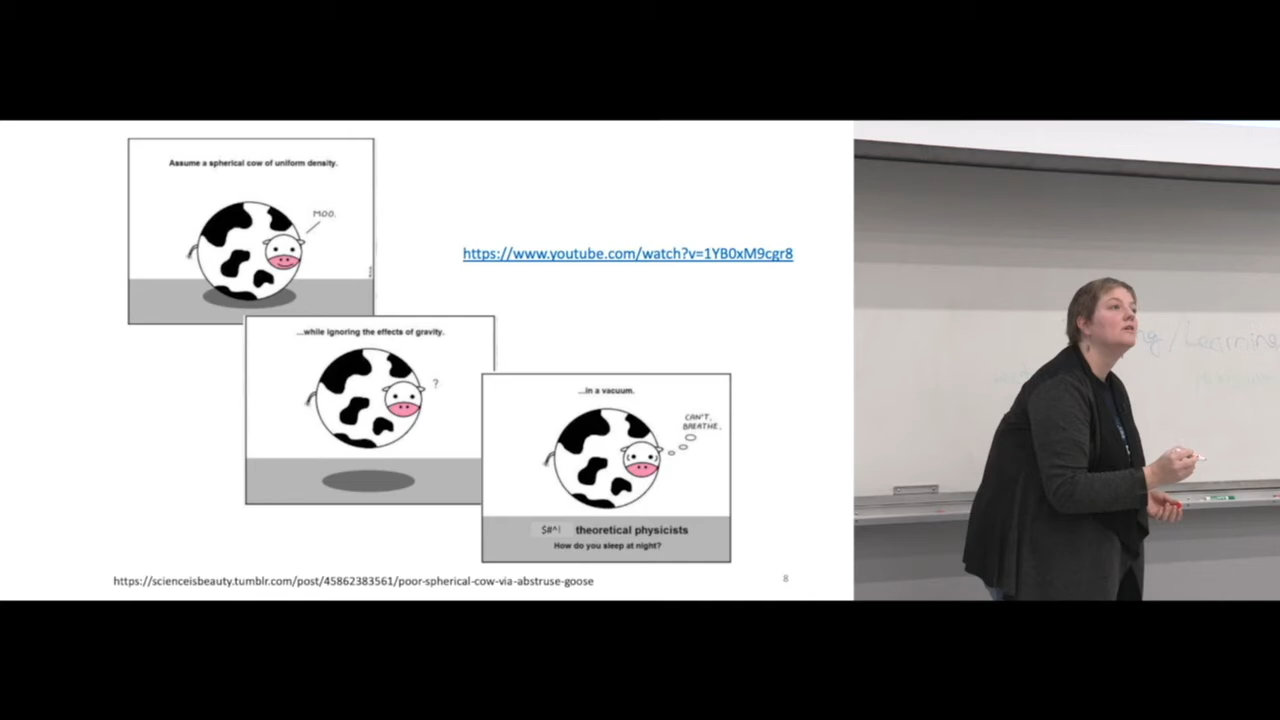 Assume a spherical cow of uniform density.
MOO.
https://www.youtube.com/watch?v=1YB0xM9cgr8
...while ignoring the effects of gravity.
?
...in a vacuum.
CAN'T,
BREATHE.
$#^! theoretical physicists
How do you sleep at night?
https://scienceisbeauty.tumblr.com/post/45862383561/poor-spherical-cow-via-abstruse-goose
8
/Learning